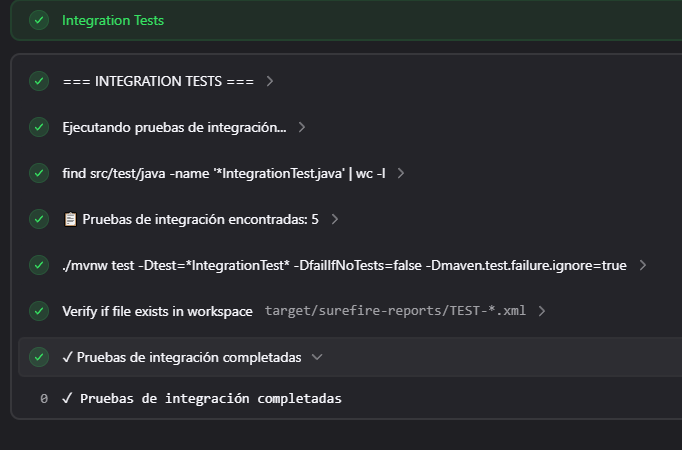 Integration Tests
=== INTEGRATION TESTS ===
Ejecutando pruebas de integración...
find src/test/java -name '*IntegrationTest.java' | wc -l
📋 Pruebas de integración encontradas: 5
./mvnw test -Dtest=*IntegrationTest* -DfailIfNoTests=false -Dmaven.test.failure.ignore=true
Verify if file exists in workspace target/surefire-reports/TEST-*.xml
✓ Pruebas de integración completadas
0 ✓ Pruebas de integración completadas